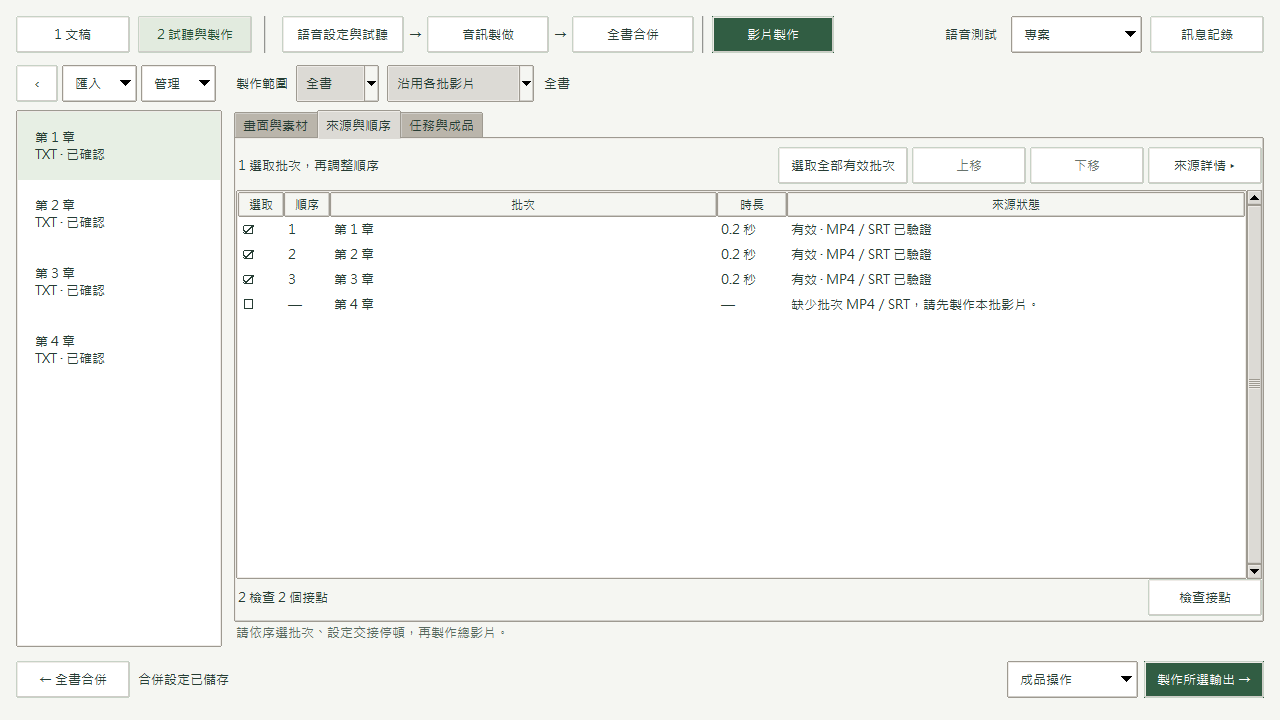 1 文稿 2 試聽與製作 語音設定與試聽 → 音訊製做 → 全書合併 影片製作 語音測試 專案 訊息記錄
‹ 匯入 管理 製作範圍 全書 沿用各批影片 全書
第 1 章
TXT · 已確認
第 2 章
TXT · 已確認
第 3 章
TXT · 已確認
第 4 章
TXT · 已確認
畫面與素材 來源與順序 任務與成品
1 選取批次，再調整順序 選取全部有效批次 上移 下移 來源詳情 ‣
選取 順序 批次 時長 來源狀態
☑ 1 第 1 章 0.2 秒 有效 · MP4 / SRT 已驗證
☑ 2 第 2 章 0.2 秒 有效 · MP4 / SRT 已驗證
☑ 3 第 3 章 0.2 秒 有效 · MP4 / SRT 已驗證
☐ — 第 4 章 — 缺少批次 MP4 / SRT，請先製作本批影片。
2 檢查 2 個接點 檢查接點
請依序選批次、設定交接停頓，再製作總影片。
← 全書合併 合併設定已儲存 成品操作 製作所選輸出 →